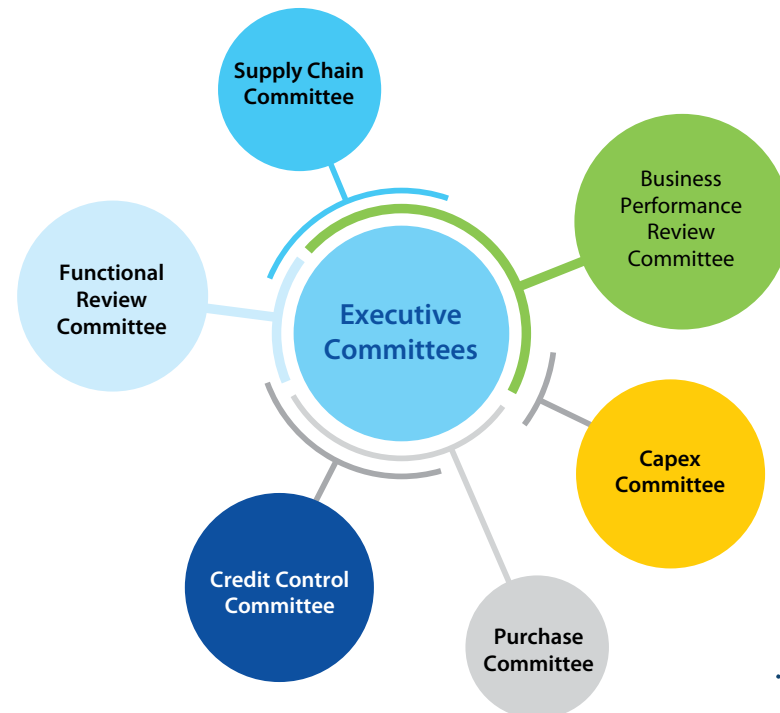 Supply Chain
Committee
Business
Performance
Review
Committee
Functional
Review
Committee
Executive
Committees
Capex
Committee
Credit Control
Committee
Purchase
Committee